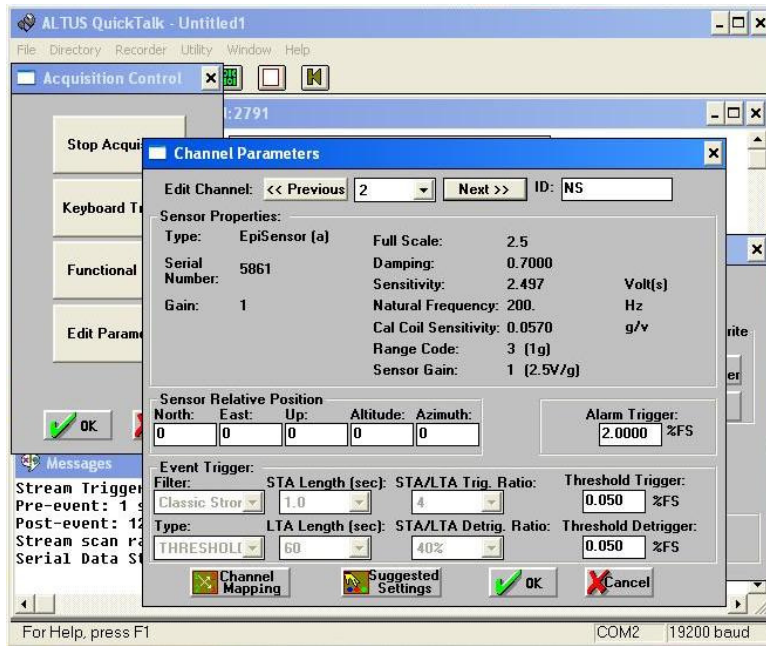 ALTUS QuickTalk - Untitled1
File Directory Recorder Utility Window Help
Acquisition Control
:2791
Stop Acqui
Keyboard T
Functional
Edit Param
OK
Channel Parameters
Edit Channel: << Previous 2 Next >> ID: NS
Sensor Properties:
Type: EpiSensor (a)
Serial Number: 5861
Gain: 1
Full Scale: 2.5
Damping: 0.7000
Sensitivity: 2.497 Volt(s)
Natural Frequency: 200. Hz
Cal Coil Sensitivity: 0.0570 g/v
Range Code: 3 (1g)
Sensor Gain: 1 (2.5V/g)
rite
er
Sensor Relative Position
North: East: Up: Altitude: Azimuth:
0 0 0 0 0
Alarm Trigger:
2.0000 %FS
Event Trigger:
Filter: STA Length (sec): STA/LTA Trig. Ratio: Threshold Trigger:
Classic Stror 1.0 4 0.050 %FS
Type: LTA Length (sec): STA/LTA Detrig. Ratio: Threshold Detrigger:
THRESHOLD 60 40% 0.050 %FS
Channel Mapping
Suggested Settings
OK
Cancel
Messages
Stream Trigger
Pre-event: 1 s
Post-event: 12
Stream scan ra
Serial Data St
For Help, press F1
COM2 19200 baud